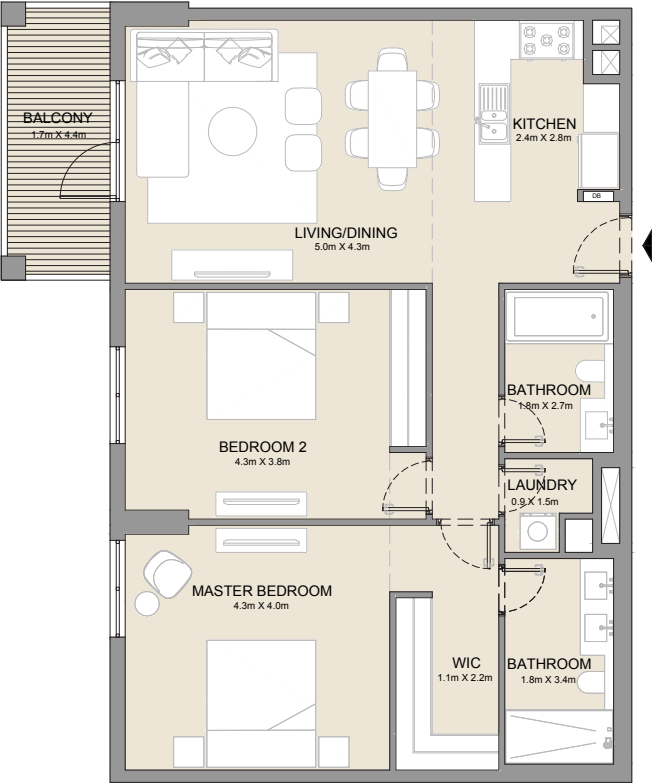 BALCONY
1.7m X 4.4m
KITCHEN
2.4m X 2.8m
DB
LIVING/DINING
5.0m X 4.3m
BATHROOM
1.8m X 2.7m
BEDROOM 2
4.3m X 3.8m
LAUNDRY
0.9 X 1.5m
MASTER BEDROOM
4.3m X 4.0m
WIC
1.1m X 2.2m
BATHROOM
1.8m X 3.4m